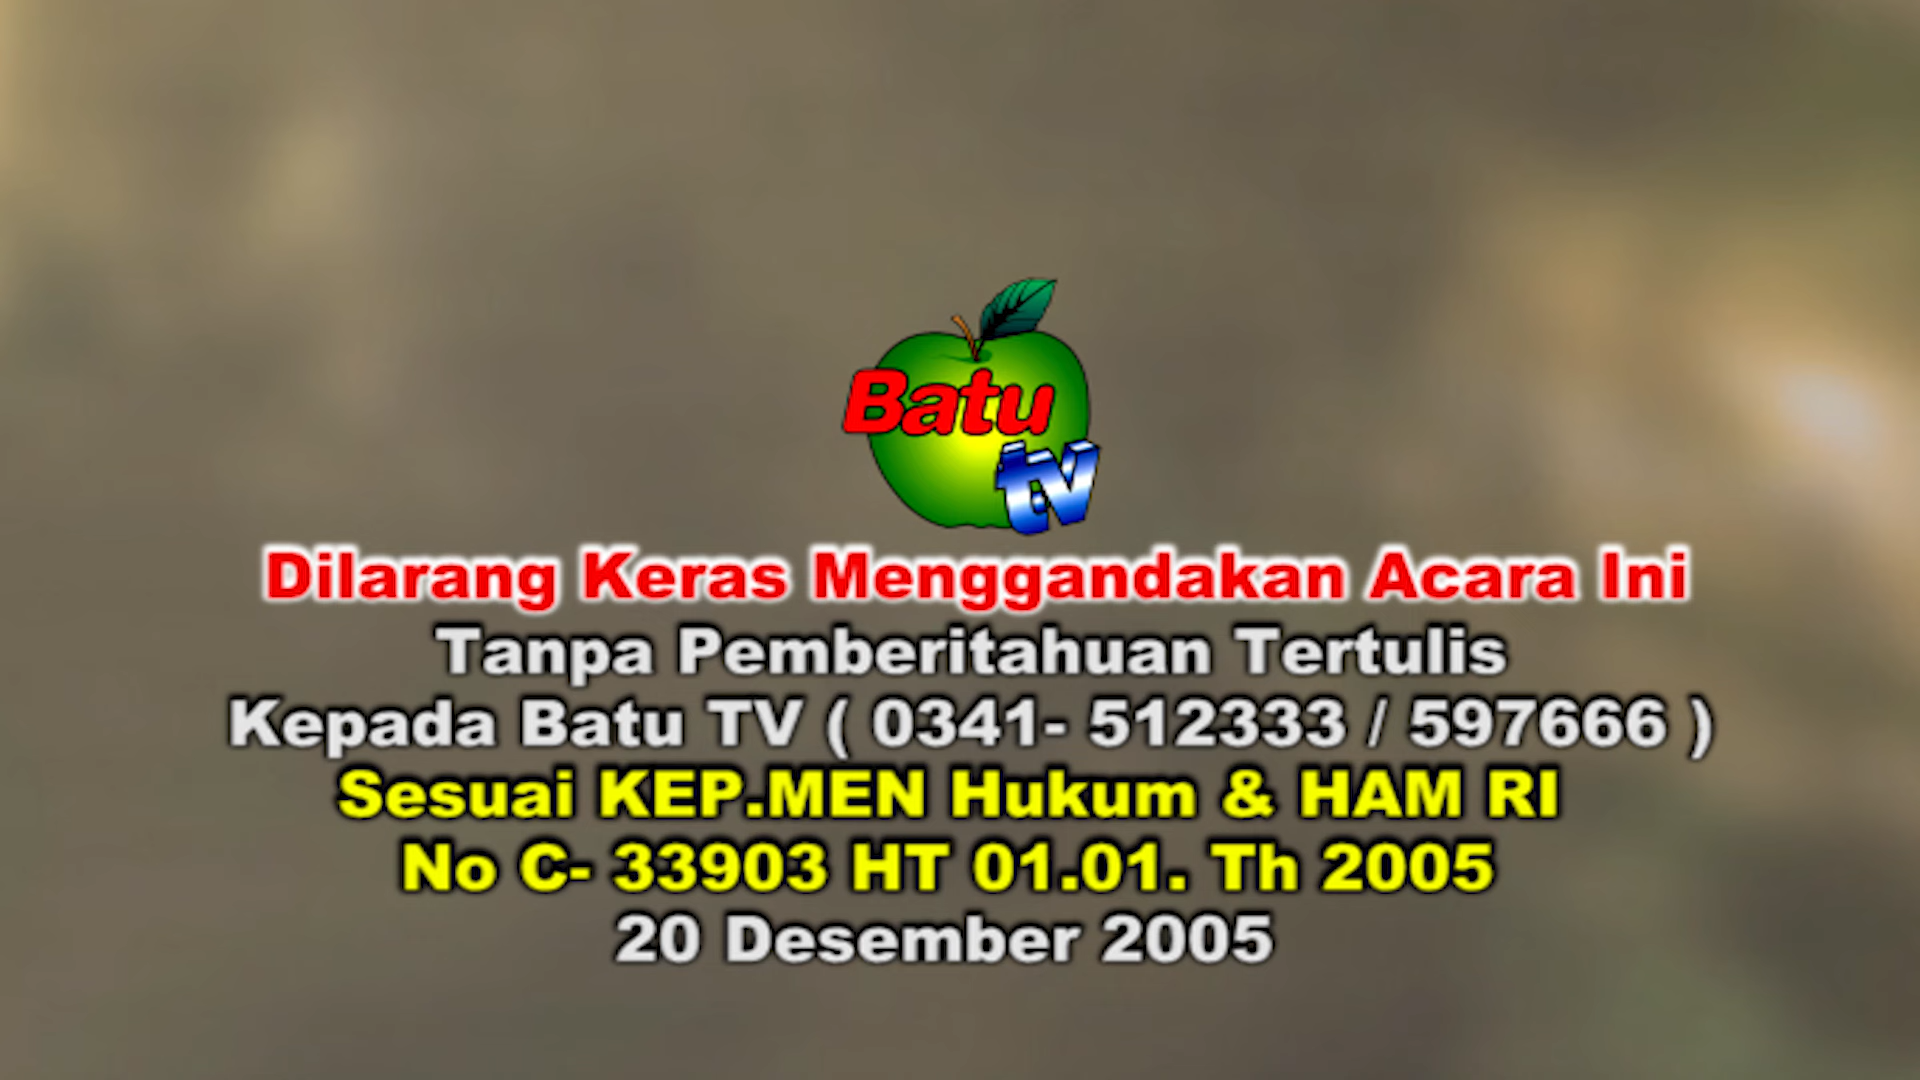 Batu
tv
Dilarang Keras Menggandakan Acara Ini
Tanpa Pemberitahuan Tertulis
Kepada Batu TV ( 0341- 512333 / 597666 )
Sesuai KEP.MEN Hukum & HAM RI
No C- 33903 HT 01.01. Th 2005
20 Desember 2005